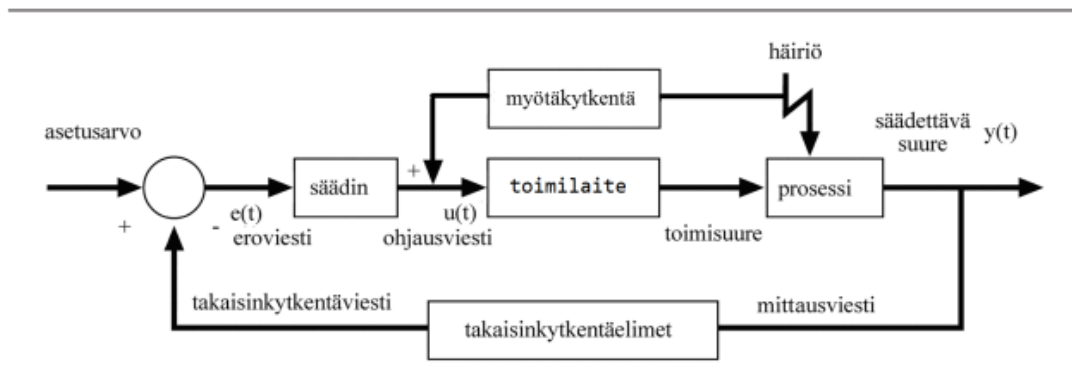 häiriö
myötäkytkentä
asetusarvo
säädettävä
suure
y(t)
+
säädin
toimilaite
prosessi
+
-
e(t)
eroviesti
u(t)
ohjausviesti
toimisuure
takaisinkytkentäviesti
mittausviesti
takaisinkytkentäelimet